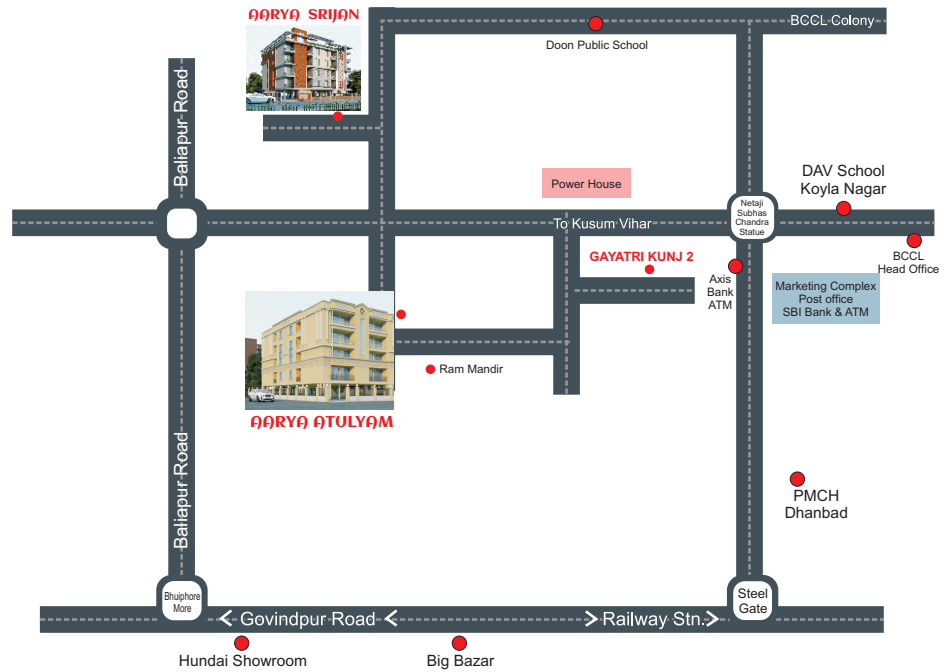 AARYA SRIJAN
BCCL Colony
Doon Public School
Baliapur Road
Power House
DAV School
Koyla Nagar
Netaji
Subhas
Chandra
Statue
To Kusum Vihar
GAYATRI KUNJ 2
BCCL
Head Office
Axis
Bank
ATM
Marketing Complex
Post office
SBI Bank & ATM
Ram Mandir
AARYA ATULYAM
Baliapur Road
PMCH
Dhanbad
Bhuiphore
More
Steel
Gate
< Govindpur Road <
> Railway Stn. >
Hundai Showroom
Big Bazar